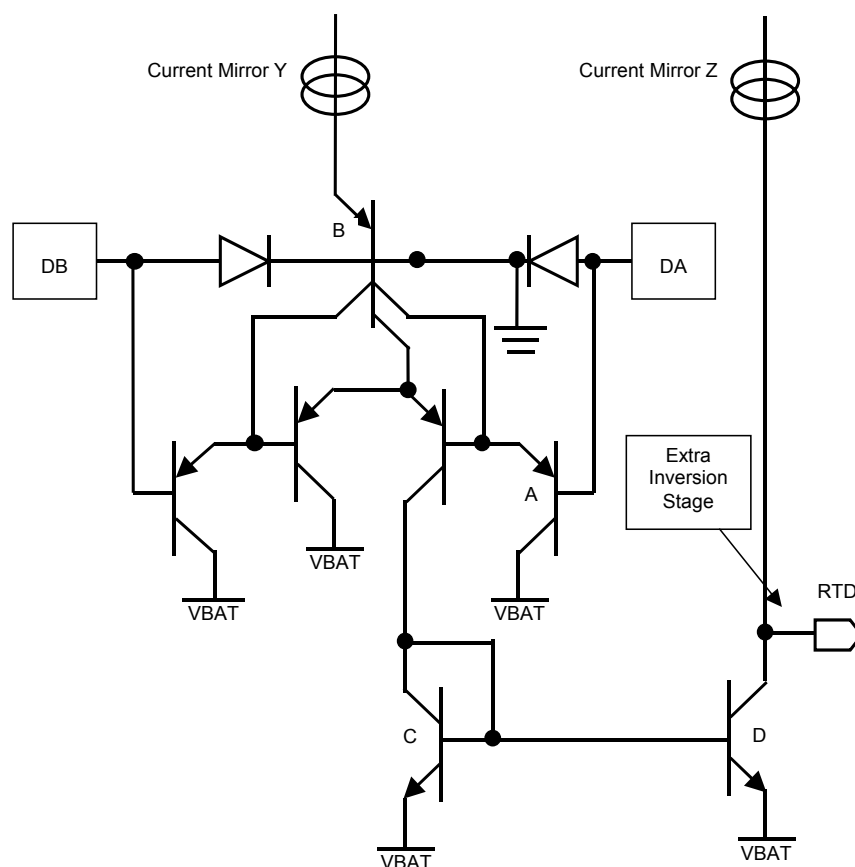 Current Mirror Y
Current Mirror Z
B
DB
DA
Extra
Inversion
Stage
A
VBAT
VBAT
VBAT
RTD
C
D
VBAT
VBAT